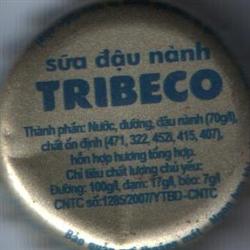 sữa đậu nành
TRIBECO
Thành phần: Nước, đường, đậu nành (70g/l),
chất ổn định (471, 322, 452i, 415, 407),
hỗn hợp hương tổng hợp.
Chỉ tiêu chất lượng chủ yếu:
Đường: 100g/l, đạm: 17g/l, béo: 7g/l
CNTC số:1285/2007/YTBD-CNTC